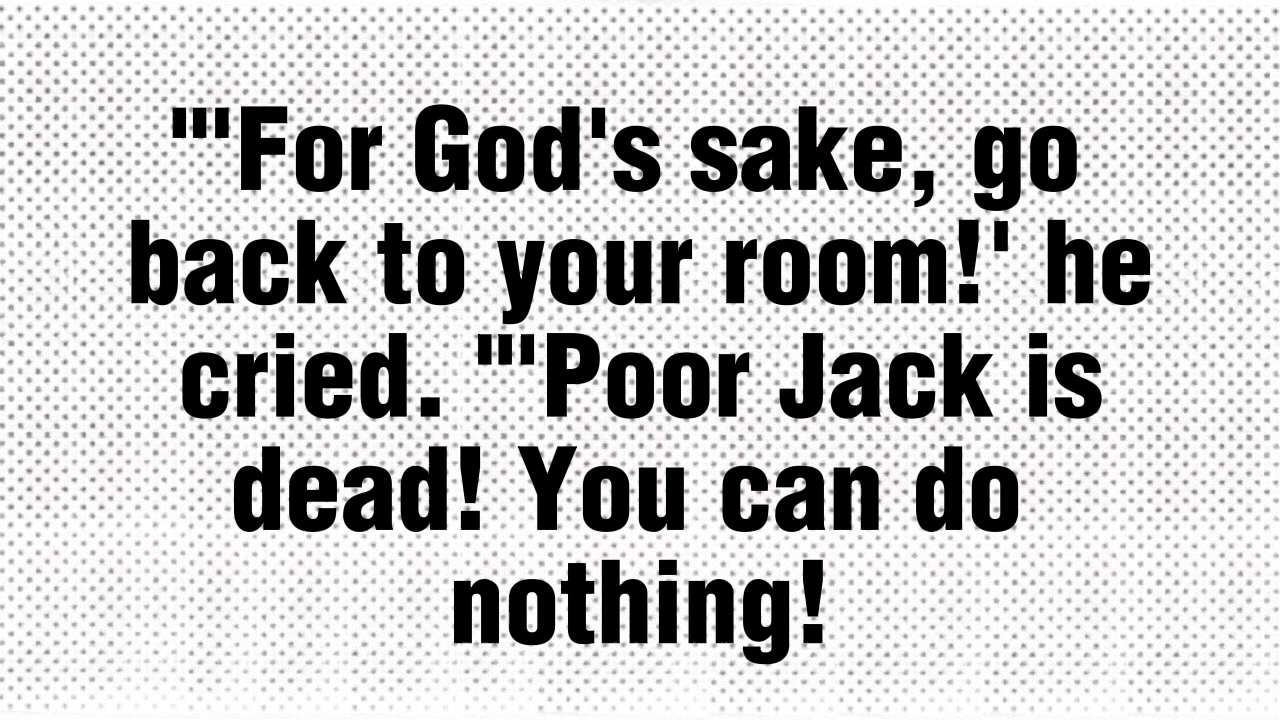 "'For God's sake, go
back to your room!' he
cried. "'Poor Jack is
dead! You can do
nothing!